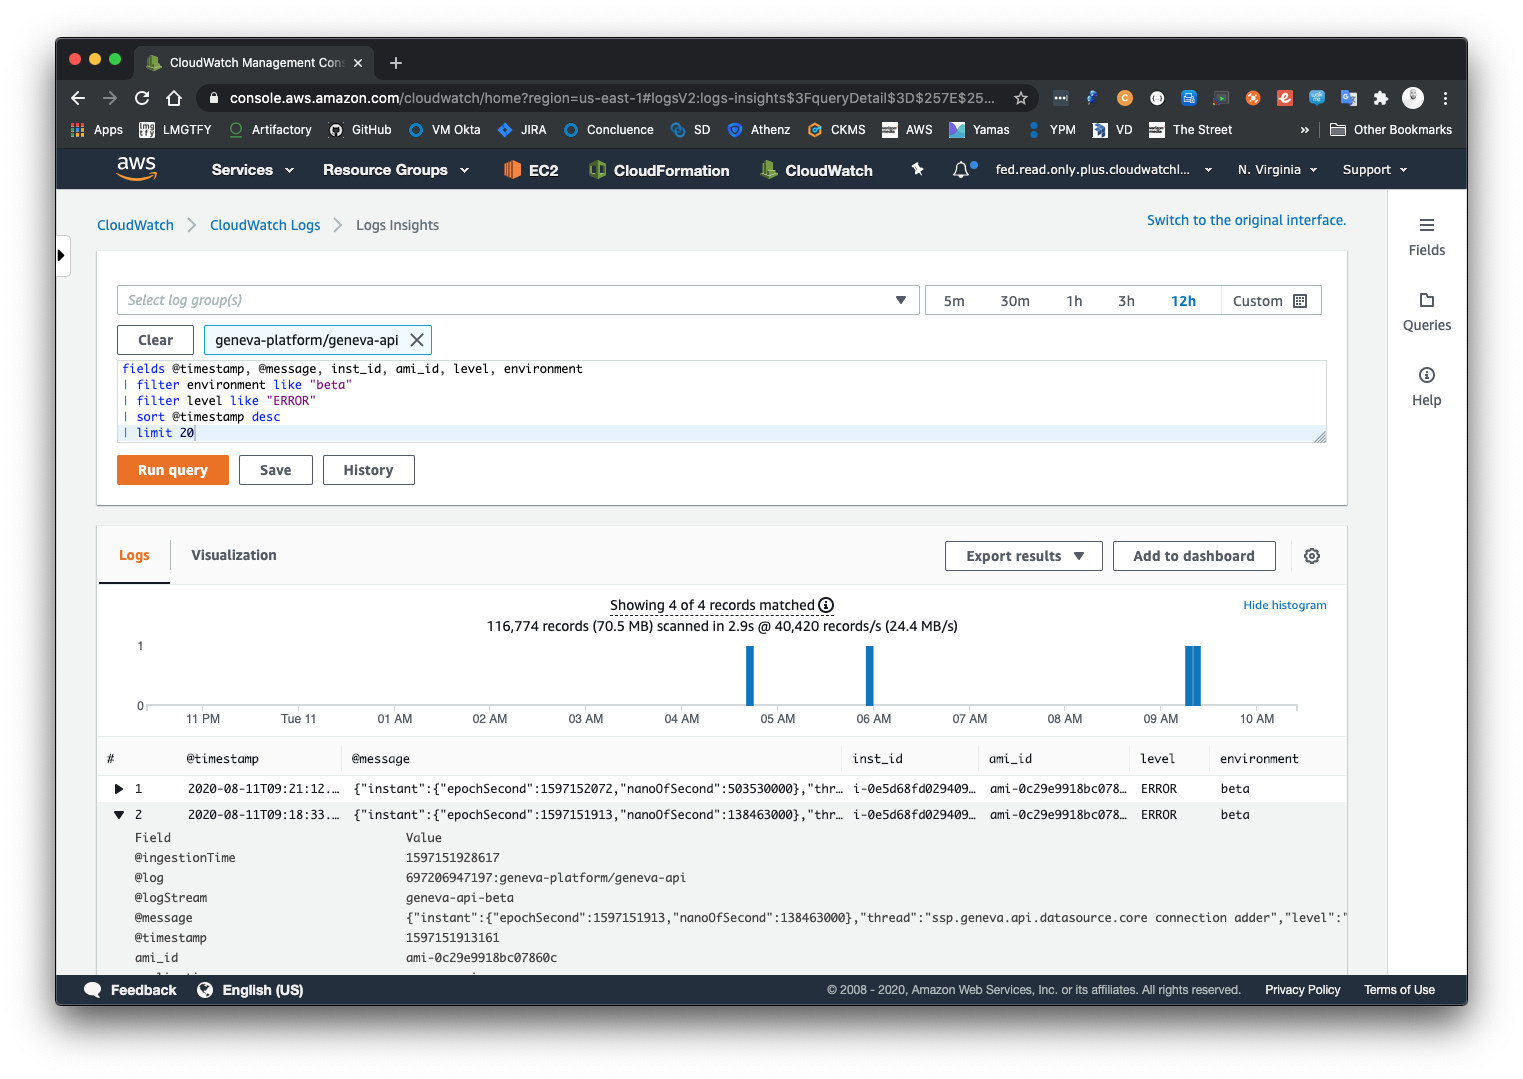 CloudWatch Management Con
console.aws.amazon.com/cloudwatch/home?region=us-east-1#logsV2:logs-insights$3FqueryDetail$3D$257E$25...
Apps
LMGTFY
Artifactory
GitHub
VM Okta
JIRA
Concluence
SD
Athenz
CKMS
AWS
Yamas
YPM
VD
The Street
»
Other Bookmarks
aws
Services
Resource Groups
EC2
CloudFormation
CloudWatch
fed.read.only.plus.cloudwatchl...
N. Virginia
Support
CloudWatch
CloudWatch Logs
Logs Insights
Switch to the original interface.
Fields
Queries
Help
Select log group(s)
5m 30m 1h 3h 12h Custom
Clear
geneva-platform/geneva-api
fields @timestamp, @message, inst_id, ami_id, level, environment
| filter environment like "beta"
| filter level like "ERROR"
| sort @timestamp desc
| limit 20
Run query
Save
History
Logs
Visualization
Export results
Add to dashboard
Showing 4 of 4 records matched
Hide histogram
116,774 records (70.5 MB) scanned in 2.9s @ 40,420 records/s (24.4 MB/s)
1
0
11 PM Tue 11 01 AM 02 AM 03 AM 04 AM 05 AM 06 AM 07 AM 08 AM 09 AM 10 AM
# @timestamp @message inst_id ami_id level environment
1 2020-08-11T09:21:12.... {"instant":{"epochSecond":1597152072,"nanoOfSecond":503530000},"thr... i-0e5d68fd029409... ami-0c29e9918bc078... ERROR beta
2 2020-08-11T09:18:33.... {"instant":{"epochSecond":1597151913,"nanoOfSecond":138463000},"thr... i-0e5d68fd029409... ami-0c29e9918bc078... ERROR beta
Field Value
@ingestionTime 1597151928617
@log 697206947197:geneva-platform/geneva-api
@logStream geneva-api-beta
@message {"instant":{"epochSecond":1597151913,"nanoOfSecond":138463000},"thread":"ssp.geneva.api.datasource.core connection adder","level":"
@timestamp 1597151913161
ami_id ami-0c29e9918bc07860c
Feedback
English (US)
© 2008 - 2020, Amazon Web Services, Inc. or its affiliates. All rights reserved.
Privacy Policy
Terms of Use